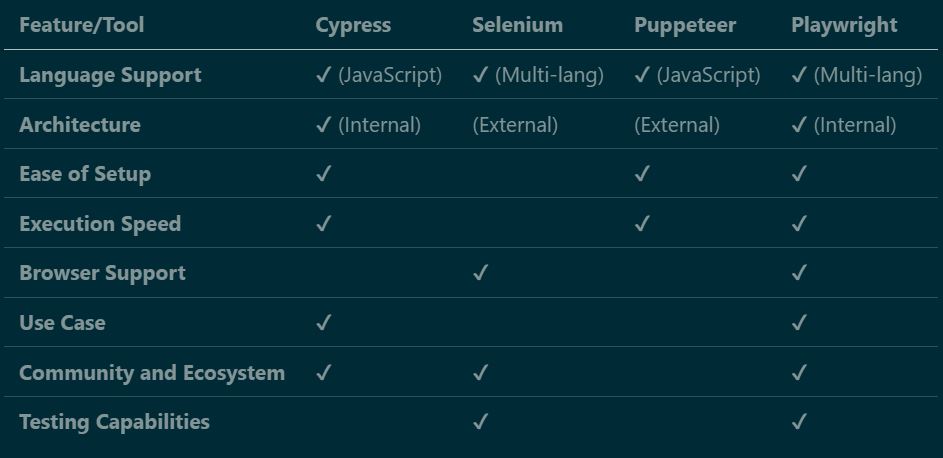 Feature/Tool Cypress Selenium Puppeteer Playwright
Language Support ✓ (JavaScript) ✓ (Multi-lang) ✓ (JavaScript) ✓ (Multi-lang)
Architecture ✓ (Internal) (External) (External) ✓ (Internal)
Ease of Setup ✓ ✓ ✓
Execution Speed ✓ ✓ ✓
Browser Support ✓ ✓
Use Case ✓ ✓
Community and Ecosystem ✓ ✓ ✓
Testing Capabilities ✓ ✓